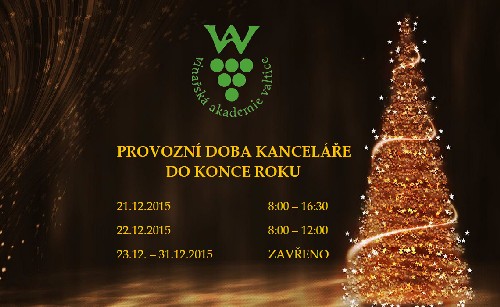 VA
Vinařská akademie valtice
PROVOZNÍ DOBA KANCELÁŘE
DO KONCE ROKU
21.12.2015 8:00 – 16:30
22.12.2015 8:00 – 12:00
23.12. – 31.12.2015 ZAVŘENO